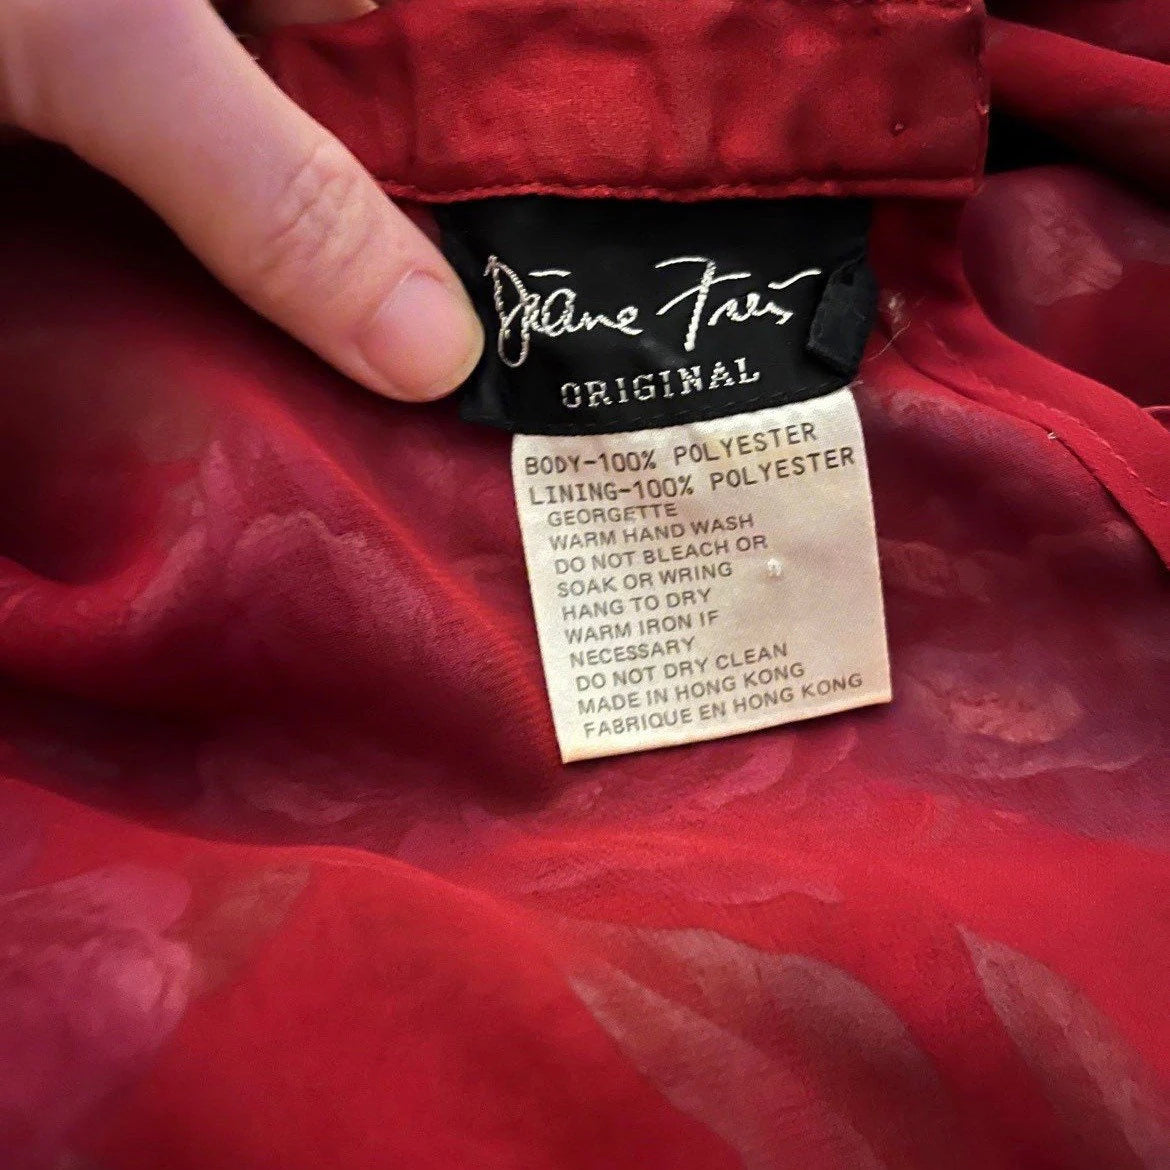 Diane Freis
ORIGINAL
BODY-100% POLYESTER
LINING-100% POLYESTER
GEORGETTE
WARM HAND WASH
DO NOT BLEACH OR
SOAK OR WRING
HANG TO DRY
WARM IRON IF
NECESSARY
DO NOT DRY CLEAN
MADE IN HONG KONG
FABRIQUE EN HONG KONG